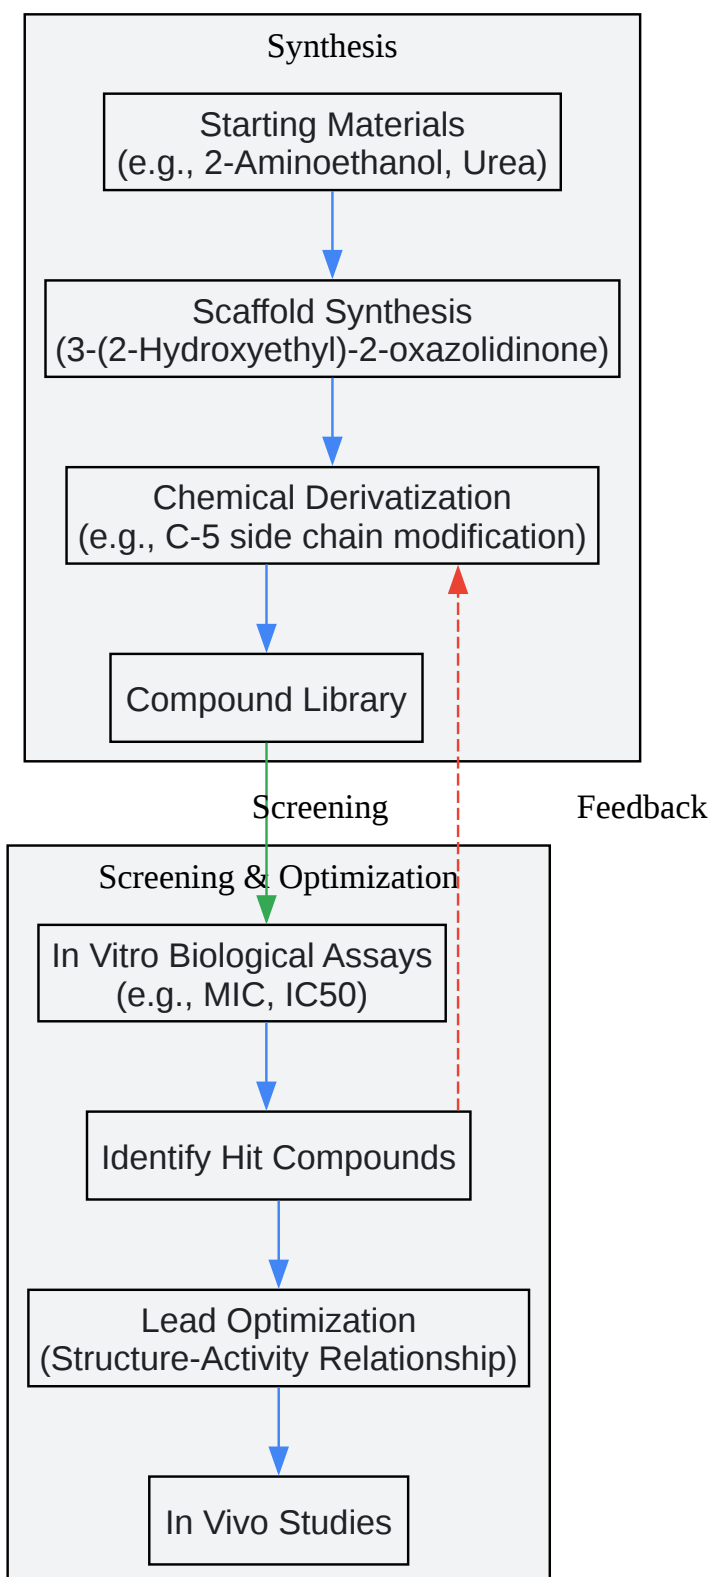 Synthesis
Starting Materials
(e.g., 2-Aminoethanol, Urea)
Scaffold Synthesis
(3-(2-Hydroxyethyl)-2-oxazolidinone)
Chemical Derivatization
(e.g., C-5 side chain modification)
Compound Library
Screening
Feedback
Screening & Optimization
In Vitro Biological Assays
(e.g., MIC, IC50)
Identify Hit Compounds
Lead Optimization
(Structure-Activity Relationship)
In Vivo Studies